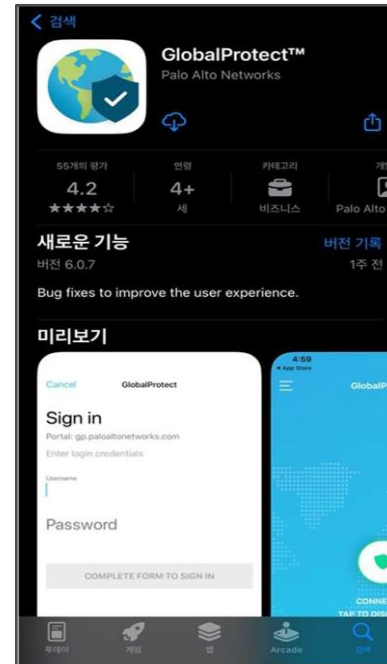 검색
GlobalProtect™
Palo Alto Networks
55개의 평가
연령
카테고리
4.2
4+
★★★★☆
세
비즈니스
Palo Alto
새로운 기능
버전 기록
버전 6.0.7
1주 전
Bug fixes to improve the user experience.
미리보기
Cancel
GlobalProtect
Sign in
Portal: gp.paloaltonetworks.com
Enter login credentials
Username
Password
COMPLETE FORM TO SIGN IN
4:59
App Store
GlobalP
CONNE
TAP TO DIS
투데이
게임
앱
Arcade
검색